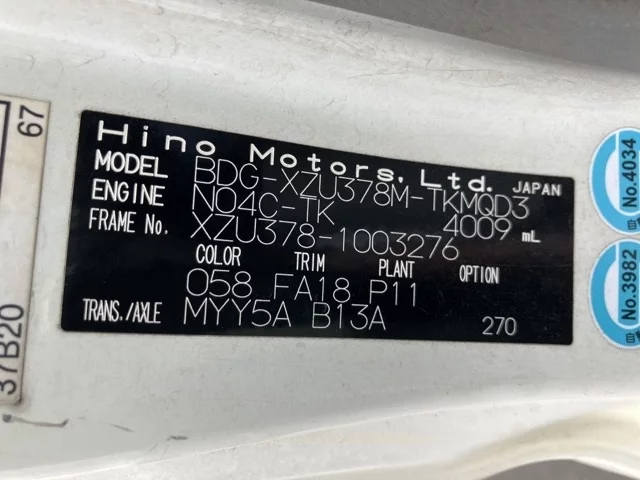 Hino Motors, Ltd. JAPAN
MODEL BDG-XZU378M-TKMQD3
ENGINE N04C-TK 4009 mL
FRAME No. XZU378-1003276
COLOR TRIM PLANT OPTION
058 FA18 P11
TRANS./AXLE MYY5A B13A 270
67
37B20
No.4034
No.3982